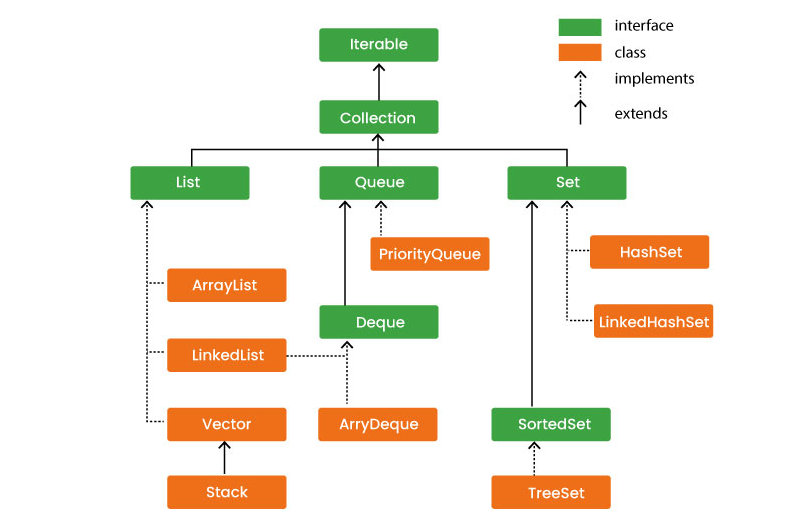 Iterable
interface
class
implements
extends
Collection
List
Queue
Set
PriorityQueue
HashSet
ArrayList
Deque
LinkedHashSet
LinkedList
Vector
ArryDeque
SortedSet
Stack
TreeSet